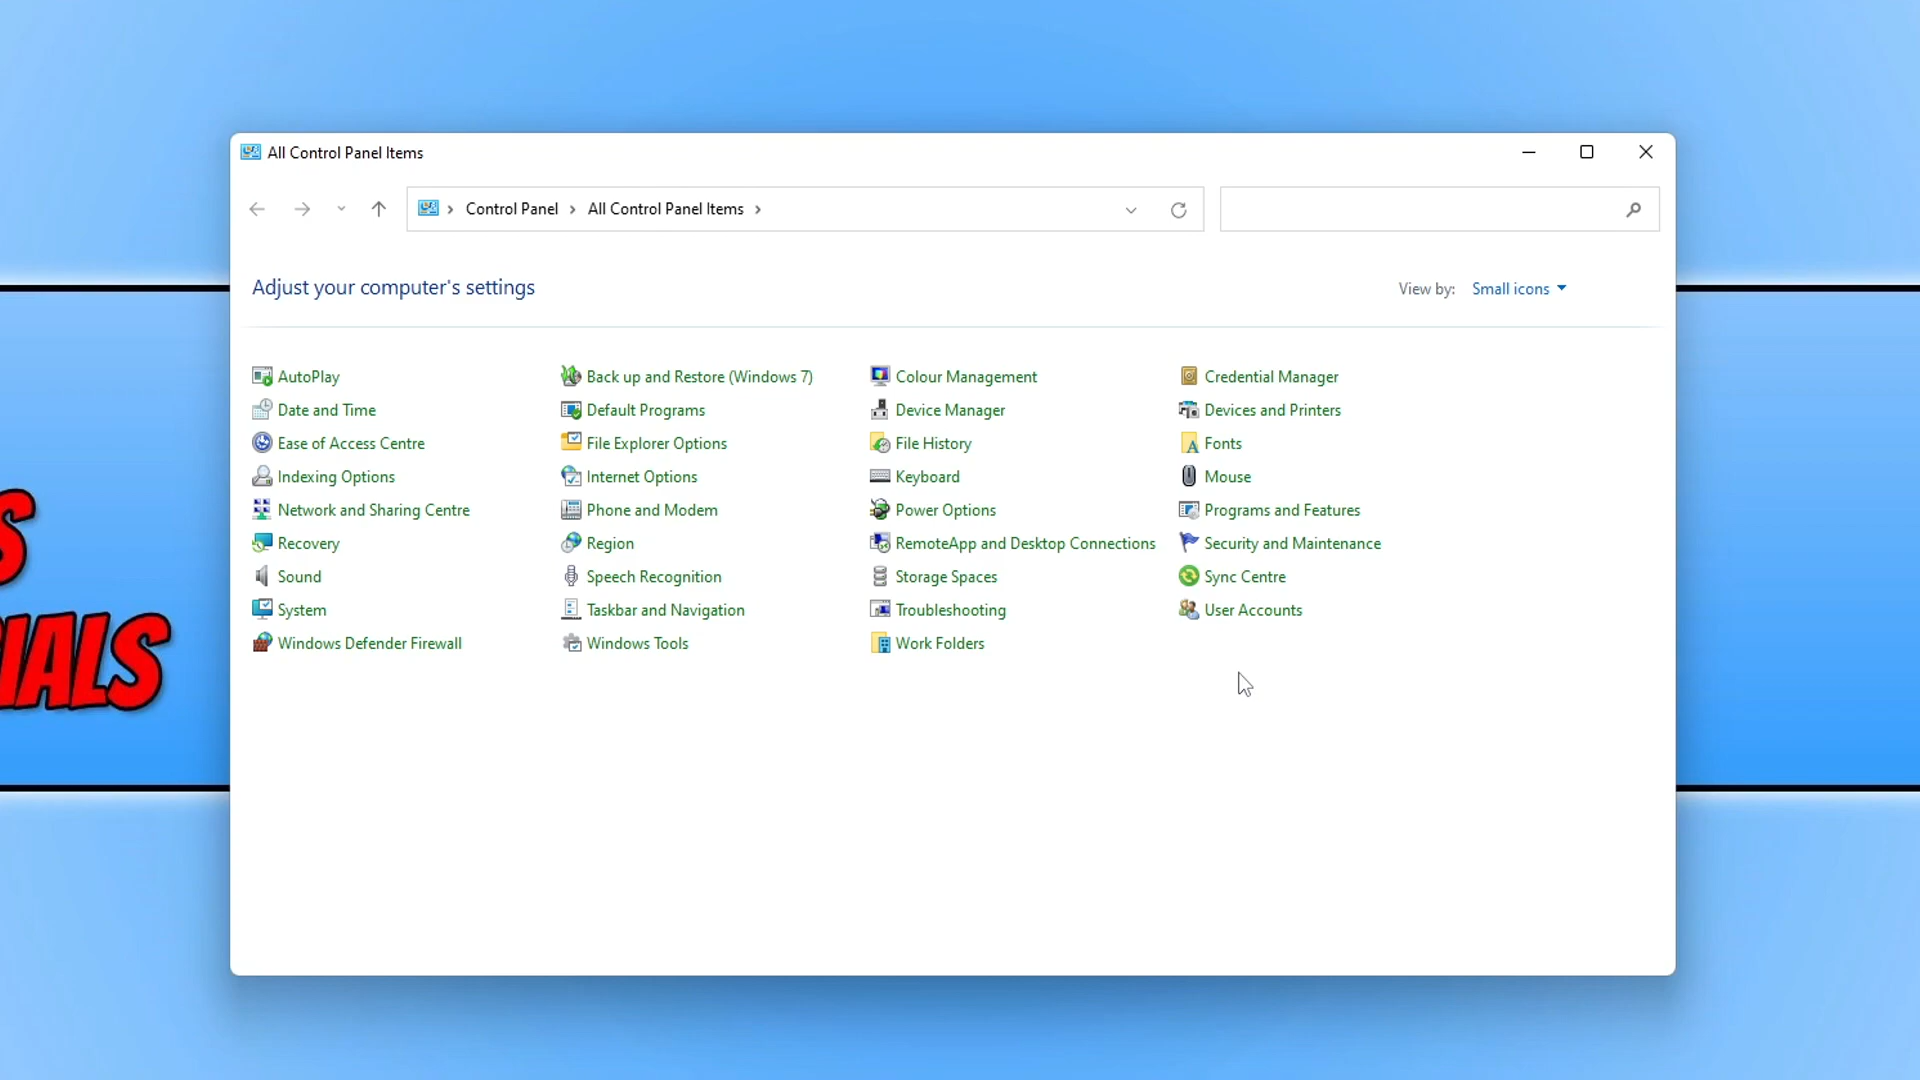 All Control Panel Items
Control Panel > All Control Panel Items >
Adjust your computer's settings
View by: Small icons
AutoPlay
Back up and Restore (Windows 7)
Colour Management
Credential Manager
Date and Time
Default Programs
Device Manager
Devices and Printers
Ease of Access Centre
File Explorer Options
File History
Fonts
Indexing Options
Internet Options
Keyboard
Mouse
Network and Sharing Centre
Phone and Modem
Power Options
Programs and Features
Recovery
Region
RemoteApp and Desktop Connections
Security and Maintenance
Sound
Speech Recognition
Storage Spaces
Sync Centre
System
Taskbar and Navigation
Troubleshooting
User Accounts
Windows Defender Firewall
Windows Tools
Work Folders
S
IALS